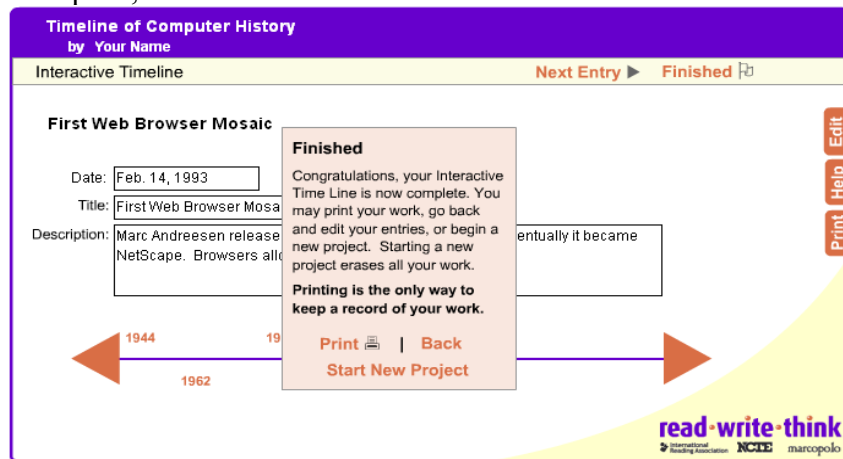 Timeline of Computer History
by Your Name
Interactive Timeline
Next Entry
Finished
First Web Browser Mosaic
Date:
Feb. 14, 1993
Title:
First Web Browser Mosa
Description:
Marc Andreesen release
entually it became
NetScape. Browsers allo
Finished
Congratulations, your Interactive
Time Line is now complete. You
may print your work, go back
and edit your entries, or begin a
new project. Starting a new
project erases all your work.
Printing is the only way to
keep a record of your work.
Print | Back
Start New Project
1944
19
1962
Edit
Help
Print
read·write·think
International
Reading Association
NCTE
marcopolo